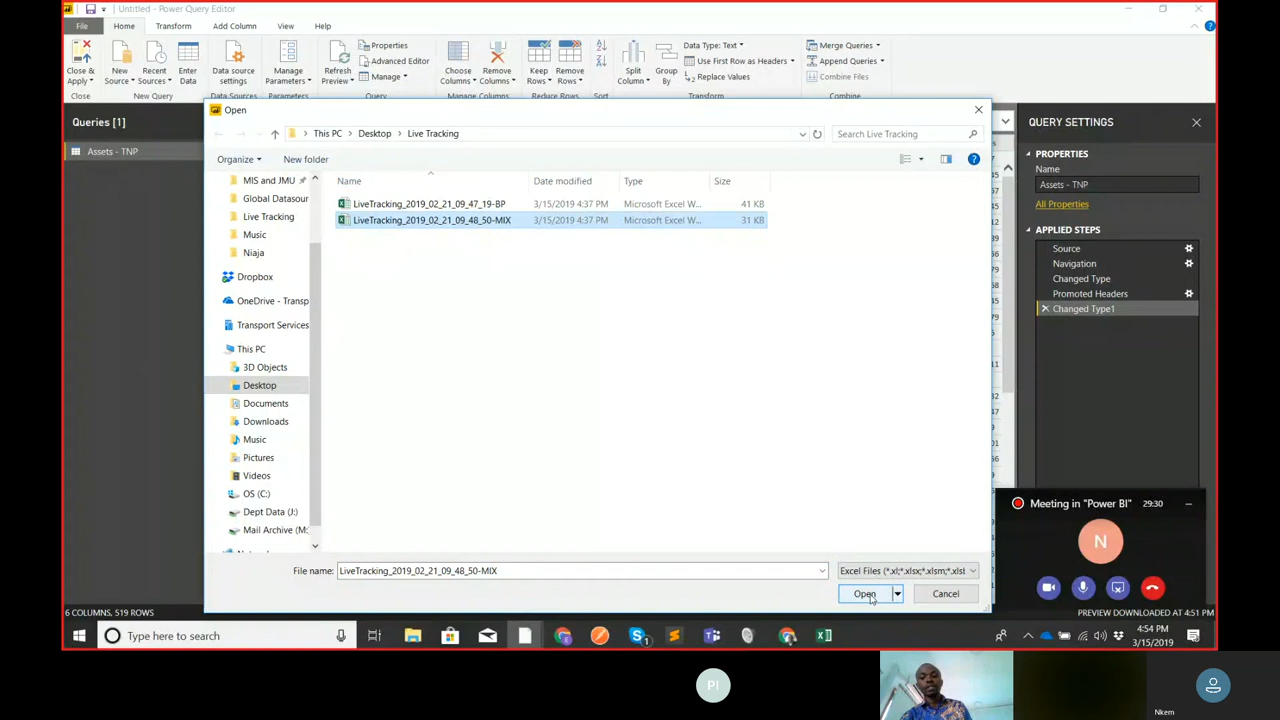 Untitled - Power Query Editor
File Home Transform Add Column View Help
Close & Apply
New Source
Recent Sources
Enter Data
Data source settings
Manage Parameters
Refresh Preview
Properties
Advanced Editor
Manage
Choose Columns
Remove Columns
Keep Rows
Remove Rows
Split Column
Group By
Data Type: Text
Use First Row as Headers
Replace Values
Merge Queries
Append Queries
Combine Files
Close New Query Parameters Query Sort Transform Combine
Queries [1]
Assets - TNP
Open
This PC Desktop Live Tracking
Search Live Tracking
Organize New folder
Name Date modified Type Size
LiveTracking_2019_02_21_09_47_19-BP 3/15/2019 4:37 PM Microsoft Excel W... 41 KB
LiveTracking_2019_02_21_09_48_50-MIX 3/15/2019 4:37 PM Microsoft Excel W... 31 KB
MIS and JMU
Global Datasour
Live Tracking
Music
Niaja
Dropbox
OneDrive - Transp
Transport Services
This PC
3D Objects
Desktop
Documents
Downloads
Music
Pictures
Videos
OS (C:)
Dept Data (J:)
Mail Archive (M:
File name: LiveTracking_2019_02_21_09_48_50-MIX
Excel Files (*.xl;*.xlsx;*.xlsm;*.xlsl
Open Cancel
QUERY SETTINGS
PROPERTIES
Name
Assets - TNP
All Properties
APPLIED STEPS
Source
Navigation
Changed Type
Promoted Headers
Changed Type1
Meeting in "Power BI" 29:30
N
6 COLUMNS, 519 ROWS
PREVIEW DOWNLOADED AT 4:51 PM
Type here to search
4:54 PM
3/15/2019
PI
Nkem